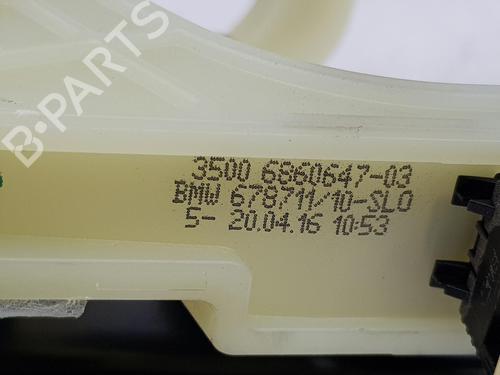 B-PARTS
3500 6860647-03
BMW 678711/10-SLO
5- 20.04.16 10:53